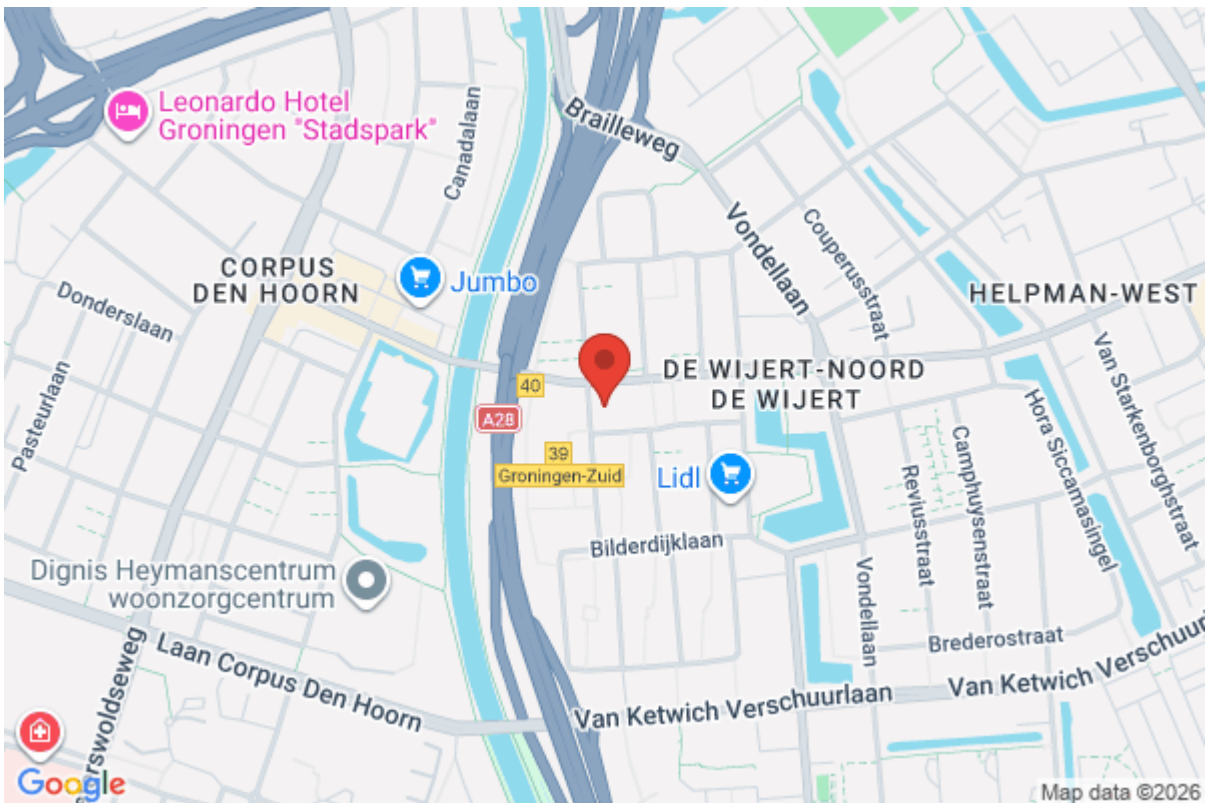 Leonardo Hotel
Groningen "Stadspark"
Canadalaan
Brailleweg
Vondellaan
Couperusstraat
CORPUS
DEN HOORN
Jumbo
HELPMAN-WEST
Donderslaan
Pasteurlaan
40
DE WIJERT-NOORD
DE WIJERT
A28
39
Groningen-Zuid
Lidl
Van Starkenborghstraat
Hora Siccamasingel
Camphuysenstraat
Reviusstraat
Bilderdijklaan
Vondellaan
Dignis Heymanscentrum
woonzorgcentrum
Brederostraat
Laan Corpus Den Hoorn
erswoldseweg
Van Ketwich Verschuurlaan
Van Ketwich Verschuur
Google
Map data ©2026